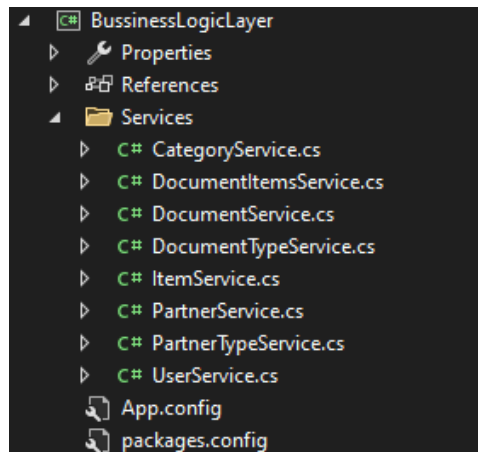 C# BussinessLogicLayer
Properties
References
Services
C# CategoryService.cs
C# DocumentItemsService.cs
C# DocumentService.cs
C# DocumentTypeService.cs
C# ItemService.cs
C# PartnerService.cs
C# PartnerTypeService.cs
C# UserService.cs
App.config
packages.config